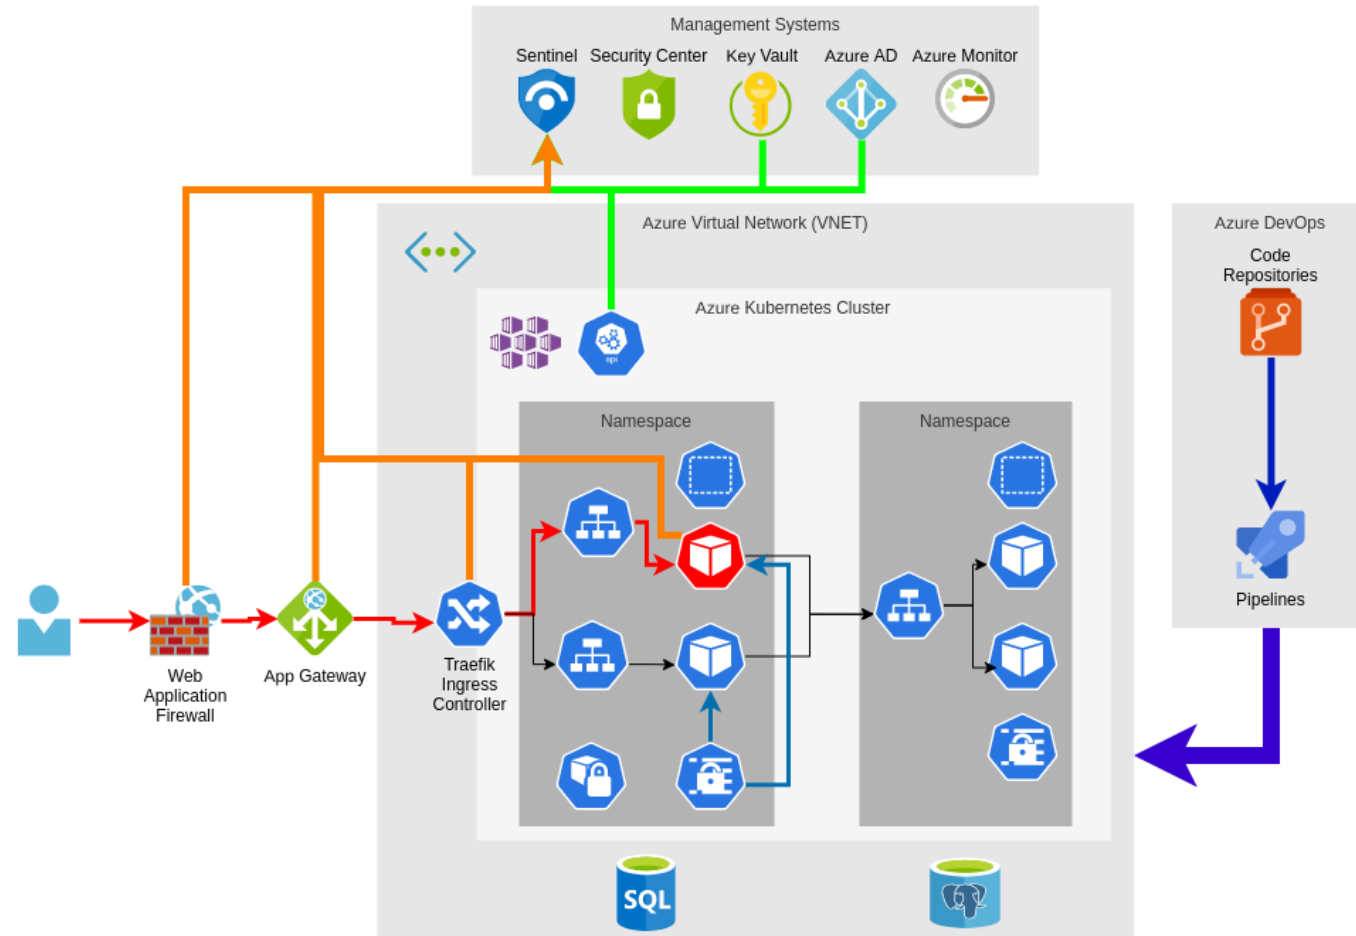 Management Systems
Sentinel
Security Center
Key Vault
Azure AD
Azure Monitor
Azure Virtual Network (VNET)
Azure DevOps
Code
Repositories
Azure Kubernetes Cluster
api
Namespace
Namespace
Pipelines
Web
Application
Firewall
App Gateway
Traefik
Ingress
Controller
SQL